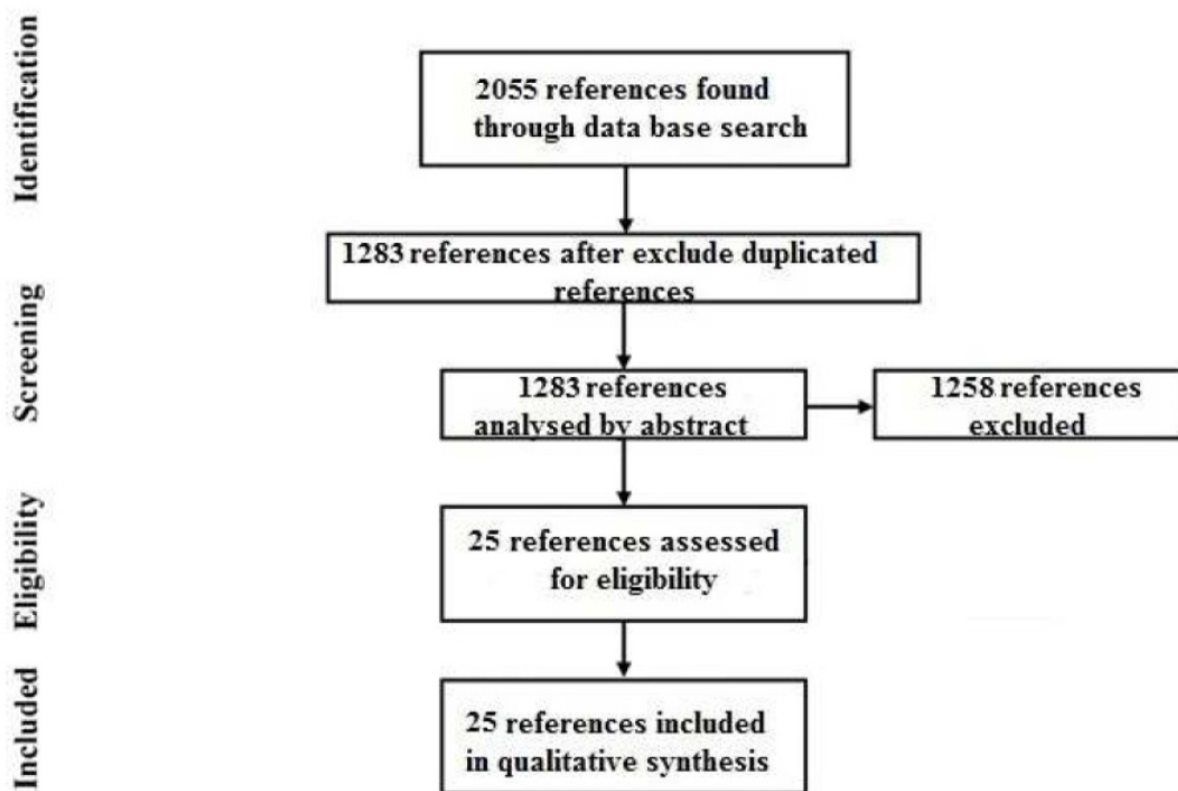 Identification
2055 references found
through data base search
1283 references after exclude duplicated
references
Screening
1283 references
analysed by abstract
1258 references
excluded
Eligibility
25 references assessed
for eligibility
Included
25 references included
in qualitative synthesis